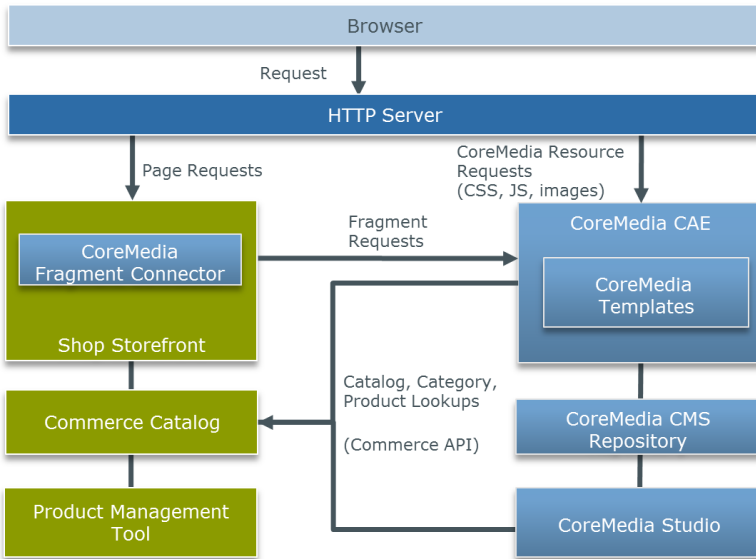 Browser
Request
HTTP Server
Page Requests
CoreMedia Resource
Requests
(CSS, JS, images)
CoreMedia
Fragment Connector
Shop Storefront
Fragment
Requests
CoreMedia CAE
CoreMedia
Templates
Catalog, Category,
Product Lookups
(Commerce API)
Commerce Catalog
CoreMedia CMS
Repository
Product Management
Tool
CoreMedia Studio